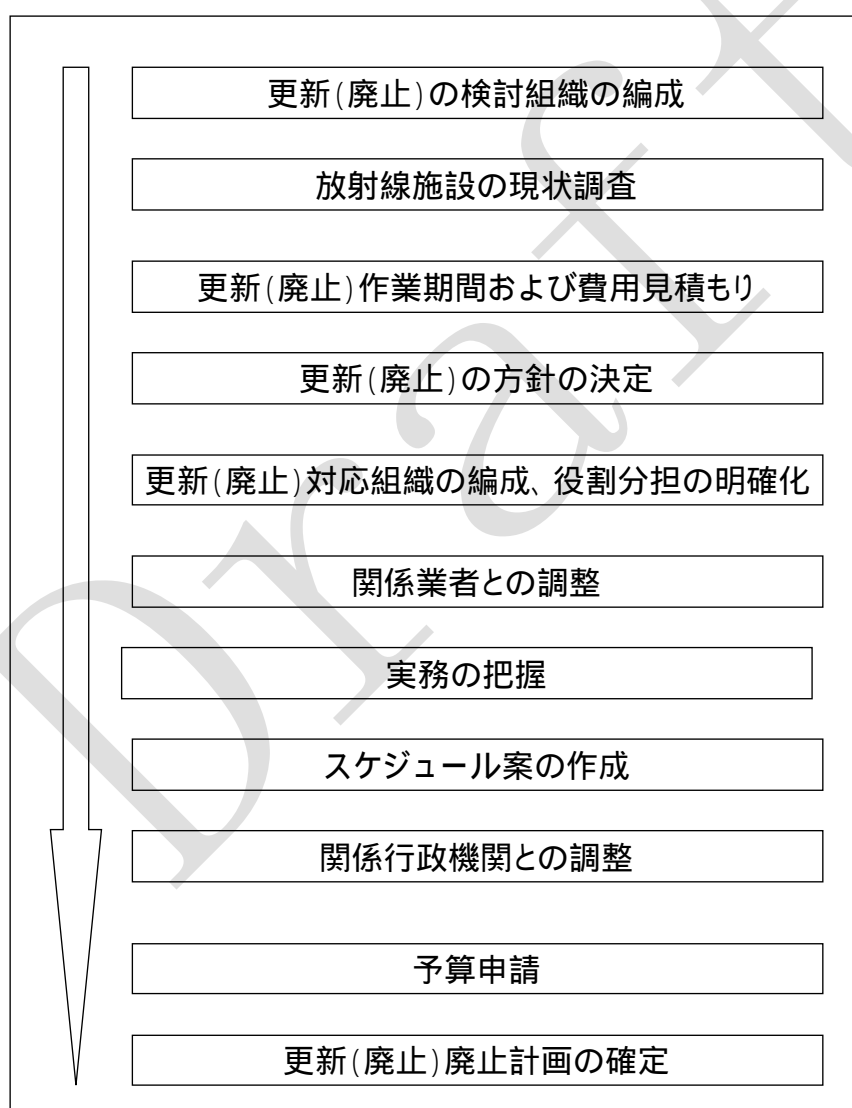 更新(廃止)の検討組織の編成
放射線施設の現状調査
更新(廃止)作業期間および費用見積もり
更新(廃止)の方針の決定
更新(廃止)対応組織の編成、役割分担の明確化
関係業者との調整
実務の把握
スケジュール案の作成
関係行政機関との調整
予算申請
更新(廃止)廃止計画の確定
Draft